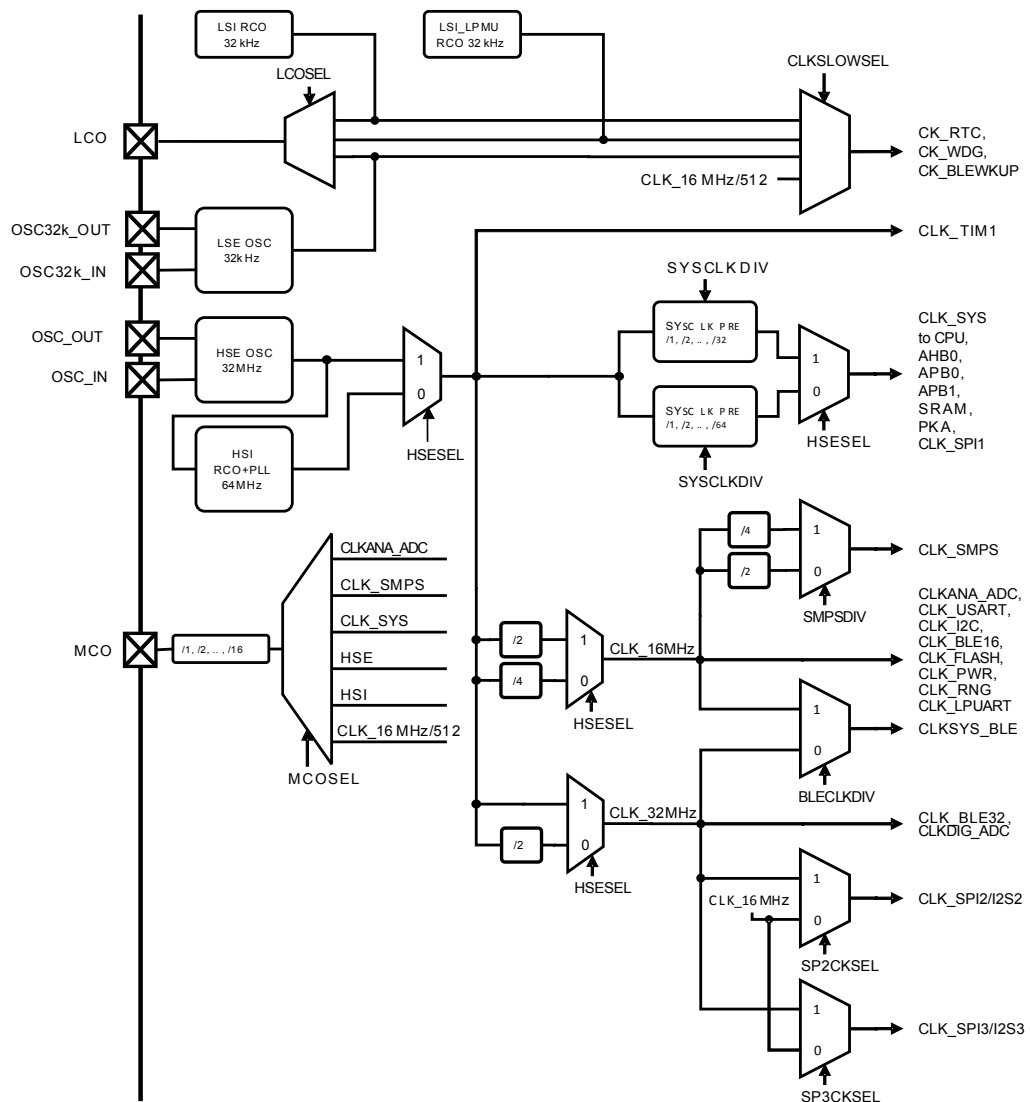 LSI RCO
32 kHz
LSI_LPMU
RCO 32 kHz
LCOSEL
CLKSLOWSEL
LCO
CK_RTC,
CK_WDG,
CK_BLEWKUP
CLK_16 MHz/512
OSC32k_OUT
LSE OSC
32kHz
OSC32k_IN
CLK_TIM1
SYSCLKDIV
OSC_OUT
HSE OSC
32MHz
OSC_IN
1
0
HSESEL
SYSC LK PRE
/1, /2, .. , /32
SYSC LK PRE
/1, /2, .. , /64
SYSCLKDIV
1
0
HSESEL
CLK_SYS
to CPU,
AHB0,
APB0,
APB1,
SRAM,
PKA,
CLK_SPI1
HSI
RCO+PLL
64MHz
CLKANA_ADC
CLK_SMPS
CLK_SYS
HSE
HSI
CLK_16 MHz/512
MCO
/1, /2, .. , /16
MCOSEL
/4
/2
1
0
SMPSDIV
CLK_SMPS
/2
/4
1
0
HSESEL
CLK_16MHz
CLKANA_ADC,
CLK_USART,
CLK_I2C,
CLK_BLE16,
CLK_FLASH,
CLK_PWR,
CLK_RNG
CLK_LPUART
1
0
BLECLKDIV
CLKSYS_BLE
/2
1
0
HSESEL
CLK_32MHz
CLK_BLE32,
CLKDIG_ADC
CLK_16 MHz
1
0
SP2CKSEL
CLK_SPI2/I2S2
1
0
SP3CKSEL
CLK_SPI3/I2S3